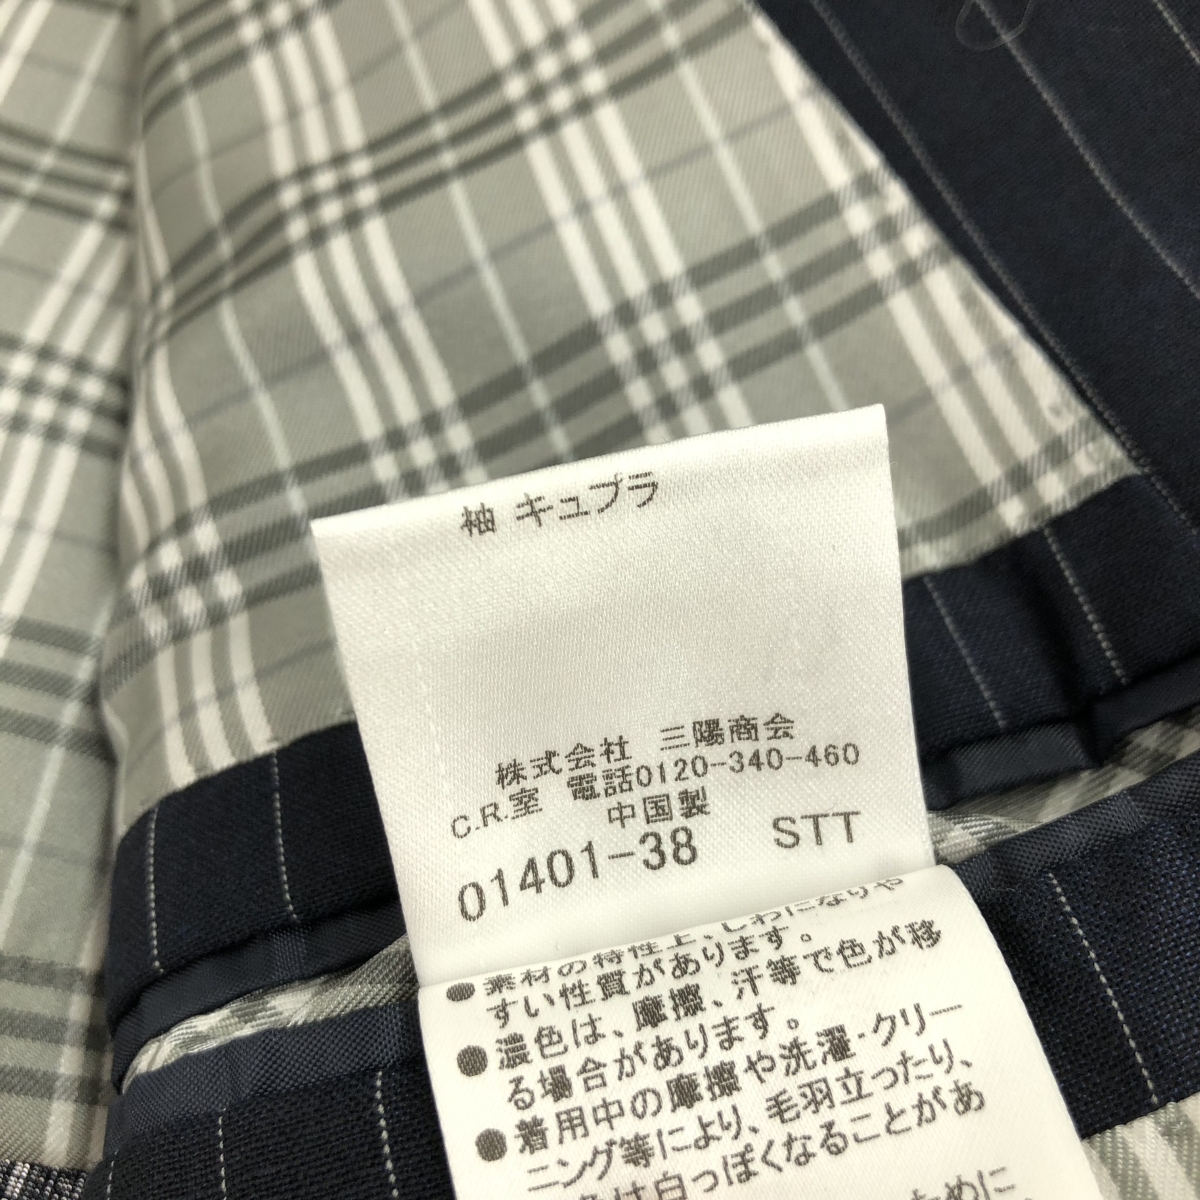 袖 キュプラ
株式会社 三陽商会
C.R.室 電話0120-340-460
中国製
01401-38 STT
●素材の特性上、しわになりや
すい性質があります。
●濃色は、摩擦、汗等で色が移
る場合があります。
●着用中の摩擦や洗濯・クリー
ニング等により、毛羽立ったり、
は白っぽくなることがあ
ために